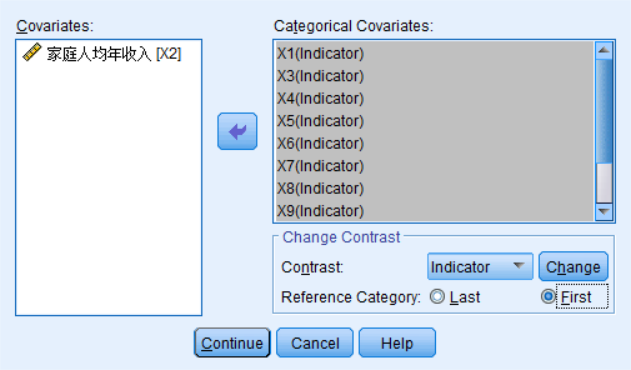 Covariates:
家庭人均年收入 [X2]
Categorical Covariates:
X1(Indicator)
X3(Indicator)
X4(Indicator)
X5(Indicator)
X6(Indicator)
X7(Indicator)
X8(Indicator)
X9(Indicator)
Change Contrast
Contrast: Indicator Change
Reference Category: Last First
Continue Cancel Help